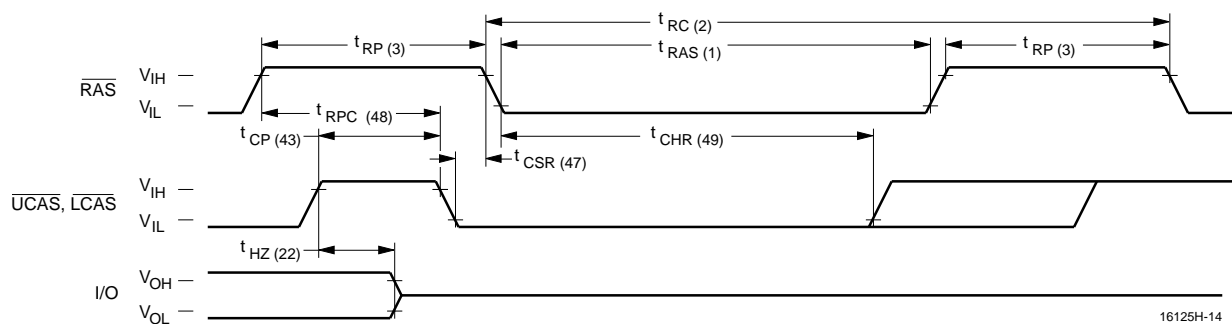 t RC (2)
t RP (3)
t RAS (1)
t RP (3)
RAS
VIH
VIL
t RPC (48)
t CP (43)
t CHR (49)
t CSR (47)
UCAS, LCAS
VIH
VIL
t HZ (22)
I/O
VOH
VOL
16125H-14